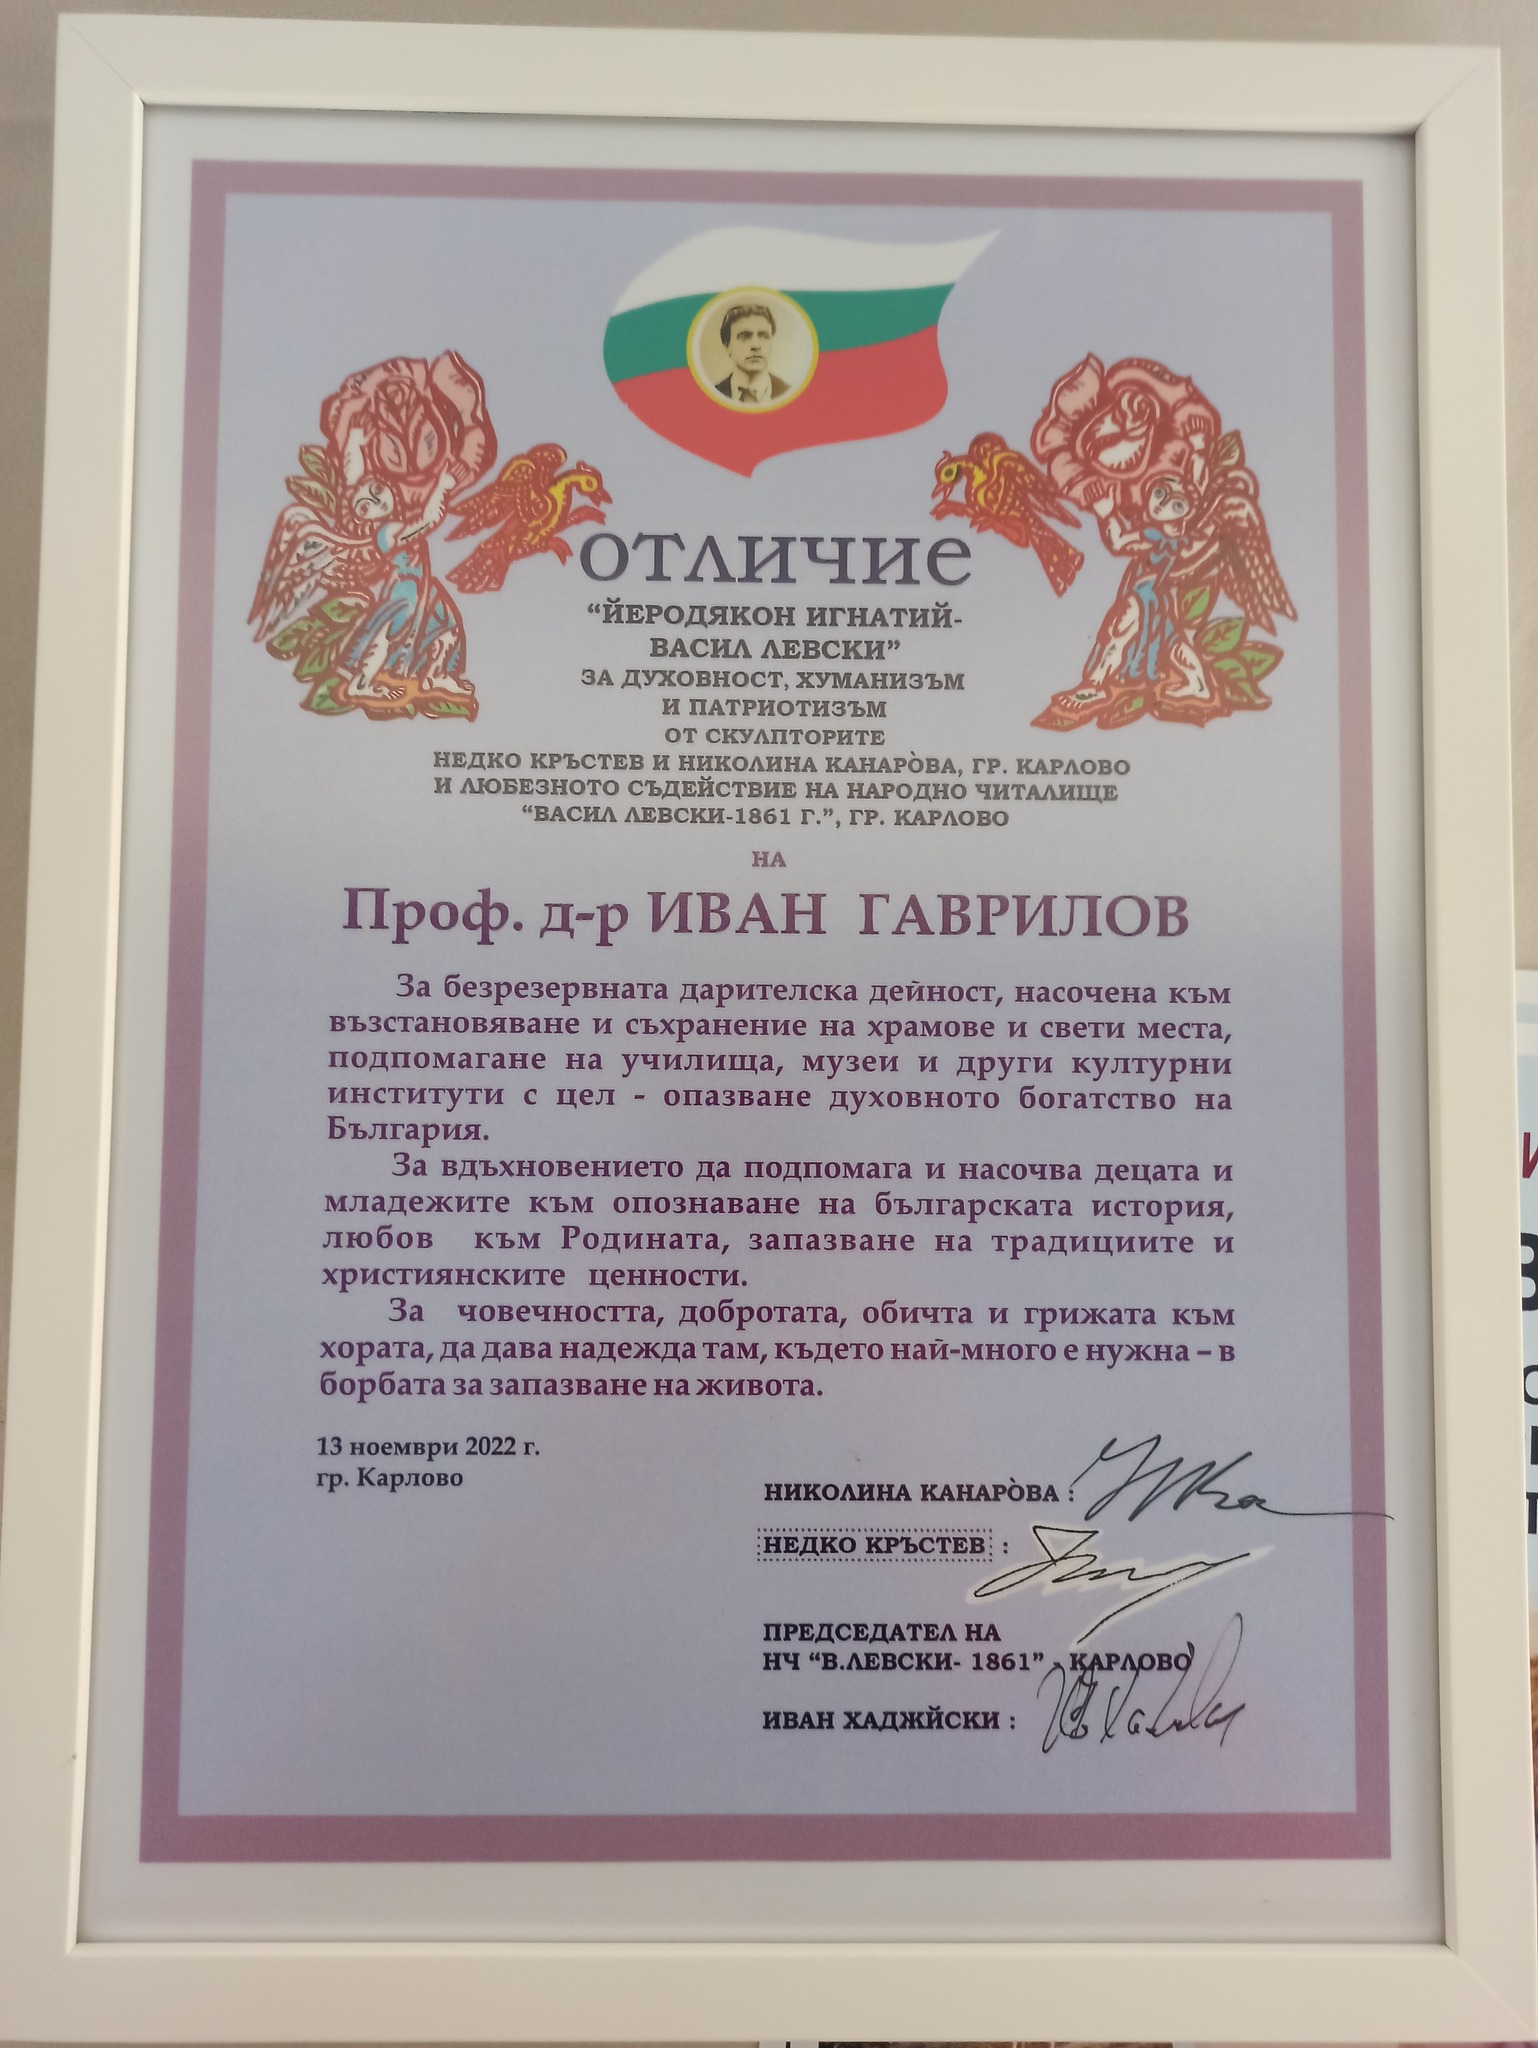 ОТЛИЧИЕ
“ЙЕРОДЯКОН ИГНАТИЙ-
ВАСИЛ ЛЕВСКИ”
ЗА ДУХОВНОСТ, ХУМАНИЗЪМ
И ПАТРИОТИЗЪМ
ОТ СКУЛПТОРИТЕ
НЕДКО КРЪСТЕВ И НИКОЛИНА КАНАРО̀ВА, ГР. КАРЛОВО
И ЛЮБЕЗНОТО СЪДЕЙСТВИЕ НА НАРОДНО ЧИТАЛИЩЕ
“ВАСИЛ ЛЕВСКИ-1861 Г.”, ГР. КАРЛОВО
НА
Проф. д-р ИВАН ГАВРИЛОВ
За безрезервната дарителска дейност, насочена към
възстановяване и съхранение на храмове и свети места,
подпомагане на училища, музеи и други културни
институти с цел - опазване духовното богатство на
България.
За вдъхновението да подпомага и насочва децата и
младежите към опознаване на българската история,
любов към Родината, запазване на традициите и
християнските ценности.
За човечността, добротата, обичта и грижата към
хората, да дава надежда там, където най-много е нужна – в
борбата за запазване на живота.
13 ноември 2022 г.
гр. Карлово
НИКОЛИНА КАНАРО̀ВА :
НЕДКО КРЪСТЕВ :
ПРЕДСЕДАТЕЛ НА
НЧ “В.ЛЕВСКИ- 1861” - КАРЛОВО
ИВАН ХАДЖЙСКИ :